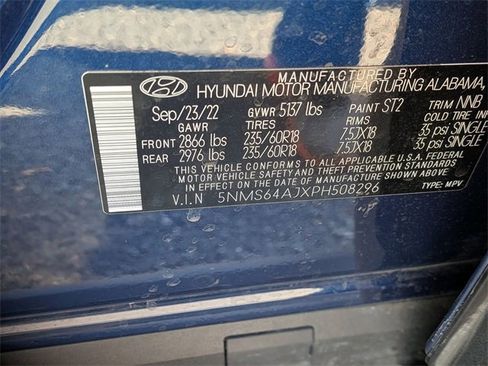 MANUFACTURED BY
HYUNDAI MOTOR MANUFACTURING ALABAMA,
Sep/23/22 GVWR 5137 lbs PAINT ST2 TRIM NNB
GAWR TIRES RIMS COLD TIRE
FRONT 2866 lbs 235/60R18 7.5JX18 35 psi SINGLE
REAR 2976 lbs 235/60R18 7.5JX18 35 psi SINGLE
THIS VEHICLE CONFORMS TO ALL APPLICABLE U.S.A. FEDERAL
MOTOR VEHICLE SAFETY AND THEFT PREVENTION STANDARDS
IN EFFECT ON THE DATE OF MANUFACTURE SHOWN ABOVE.
V.I.N 5NMS64AJXPH508296 TYPE: MPV